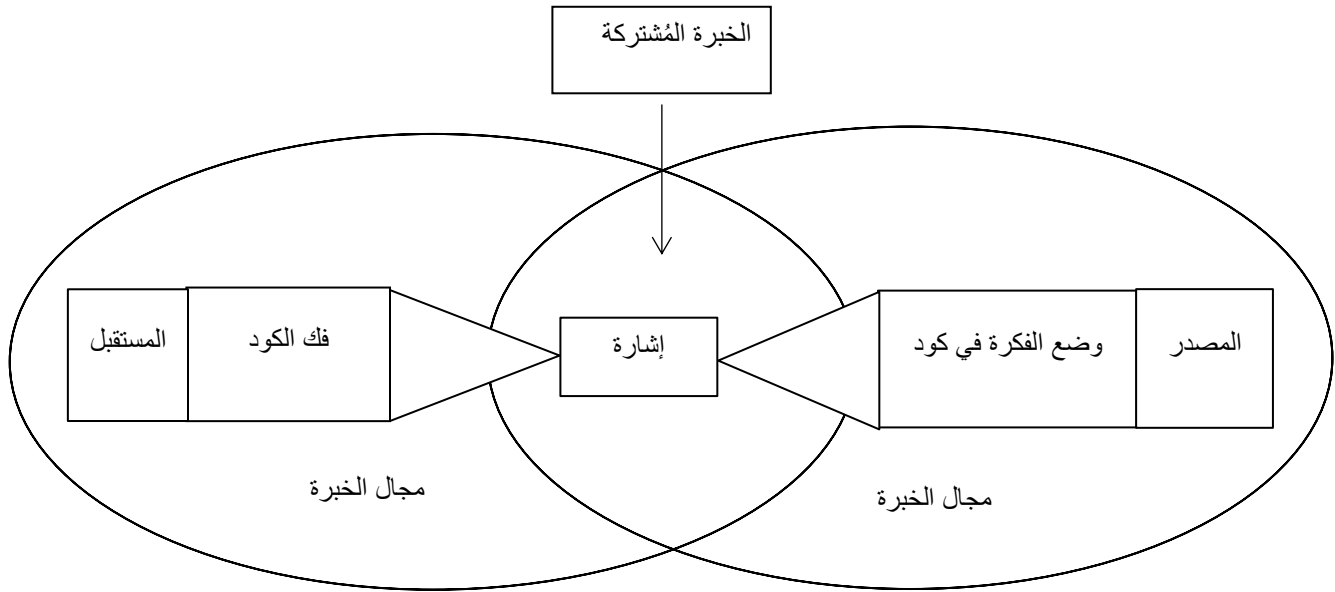 الخبرة المُشتركة
المصدر
وضع الفكرة في كود
إشارة
فك الكود
المستقبل
مجال الخبرة
مجال الخبرة